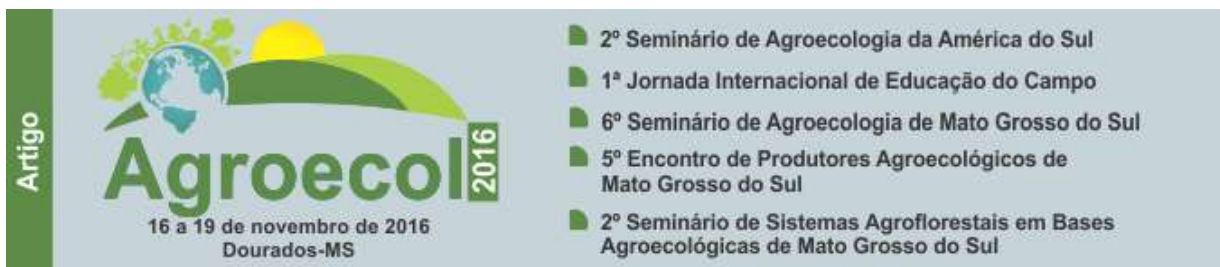 Artigo
Agroecol
2016
16 a 19 de novembro de 2016
Dourados-MS
2º Seminário de Agroecologia da América do Sul
1ª Jornada Internacional de Educação do Campo
6º Seminário de Agroecologia de Mato Grosso do Sul
5º Encontro de Produtores Agroecológicos de
Mato Grosso do Sul
2º Seminário de Sistemas Agroflorestais em Bases
Agroecológicas de Mato Grosso do Sul